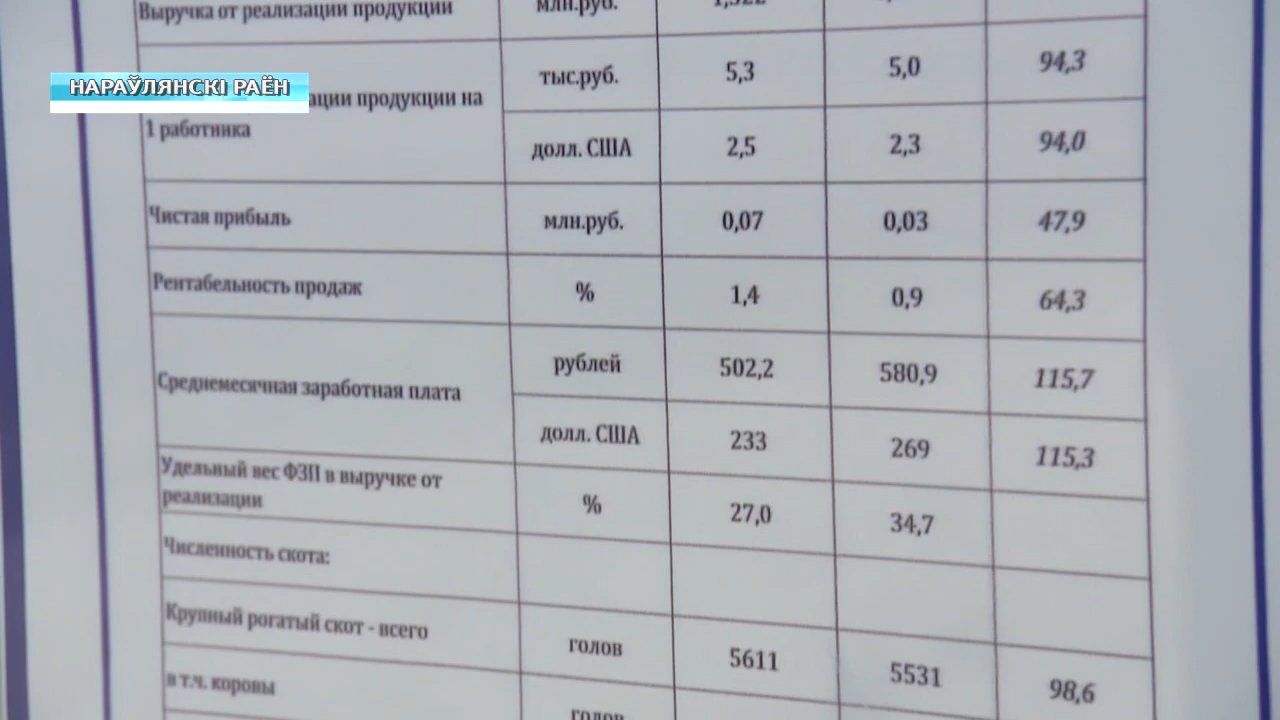 Выручка от реализации продукции млн.руб.
НАРАЎЛЯНСКІ РАЁН
тыс.руб. 5,3 5,0 94,3
продукции на
1 работника
долл. США 2,5 2,3 94,0
Чистая прибыль млн.руб. 0,07 0,03 47,9
Рентабельность продаж % 1,4 0,9 64,3
Среднемесячная заработная плата
рублей 502,2 580,9 115,7
долл. США 233 269 115,3
Удельный вес ФЗП в выручке от
реализации
% 27,0 34,7
Численность скота:
Крупный рогатый скот - всего голов 5611 5531 98,6
в т.ч. коровы голов